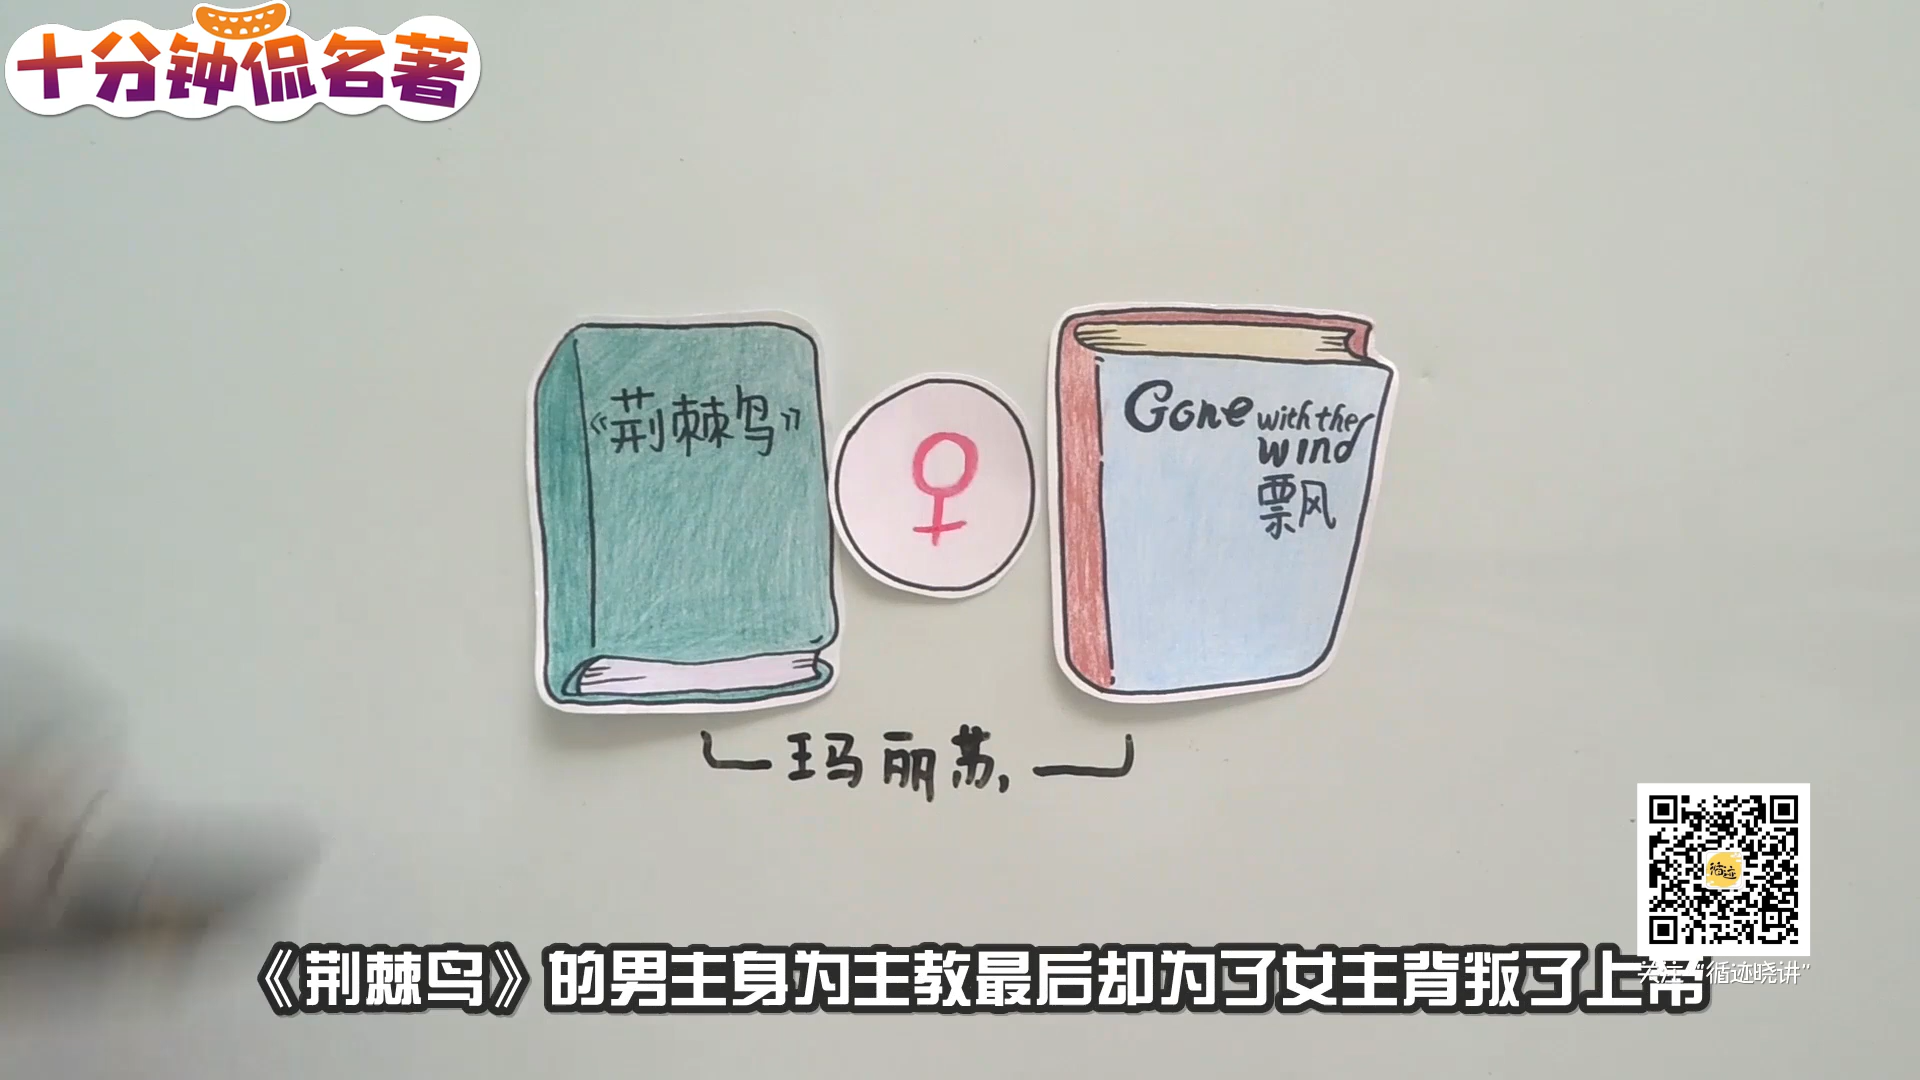 十分钟侃名著
《荆棘鸟》
Gone with the
wind
飘
玛丽苏,
循迹
《荆棘鸟》的男主身为主教最后却为了女主背叛了上帝
关注“循迹晓讲”